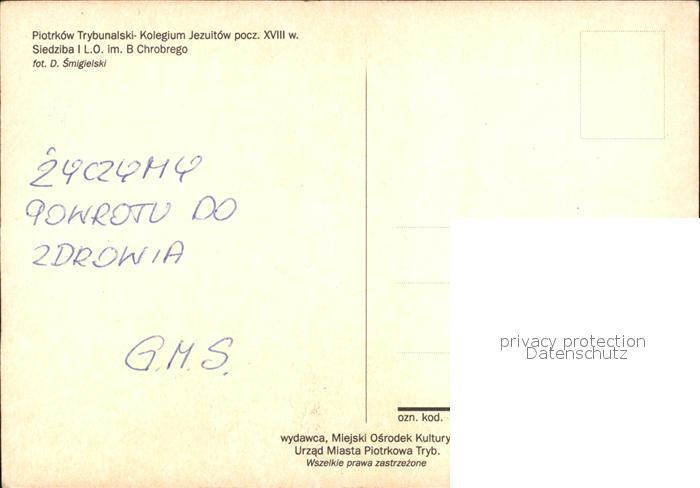 Piotrków Trybunalski- Kolegium Jezuitów pocz. XVIII w.
Siedziba I L.O. im. B Chrobrego
fot. D. Śmigielski
ŻYCZYMY
POWROTU DO
ZDROWIA
G.M.S.
privacy protection
Datenschutz
ozn. kod.
wydawca, Miejski Ośrodek Kultury
Urząd Miasta Piotrkowa Tryb.
Wszelkie prawa zastrzeżone